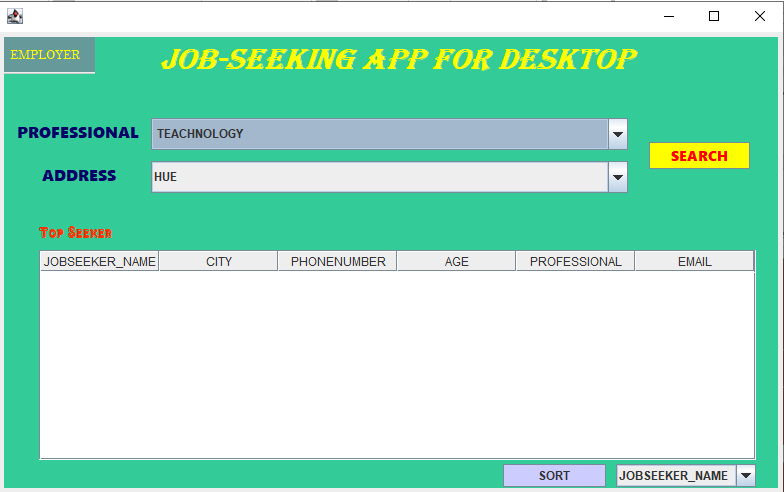 EMPLOYER
JOB-SEEKING APP FOR DESKTOP
PROFESSIONAL TEACHNOLOGY
SEARCH
ADDRESS HUE
Top Seeker
JOBSEEKER_NAME CITY PHONENUMBER AGE PROFESSIONAL EMAIL
SORT JOBSEEKER_NAME